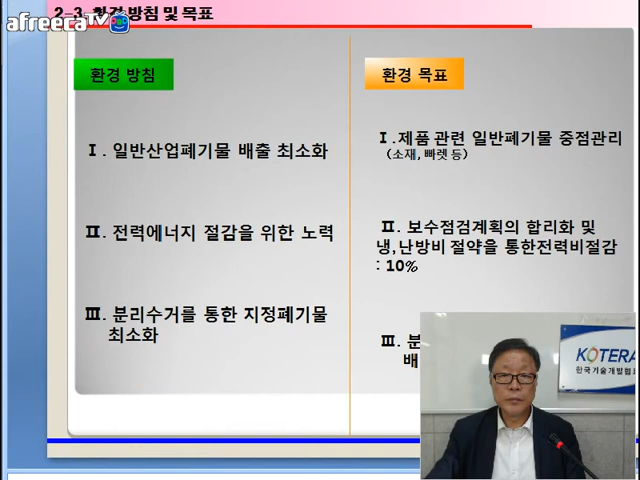 afreecaTV
2-3. 환경 방침 및 목표
환경 방침
Ⅰ. 일반산업폐기물 배출 최소화
Ⅱ. 전력에너지 절감을 위한 노력
Ⅲ. 분리수거를 통한 지정폐기물
최소화
환경 목표
Ⅰ.제품 관련 일반폐기물 중점관리
(소재, 빠렛 등)
Ⅱ. 보수점검계획의 합리화 및
냉,난방비 절약을 통한전력비절감
: 10%
Ⅲ. 분
배
KOTERA
한국기술개발협회